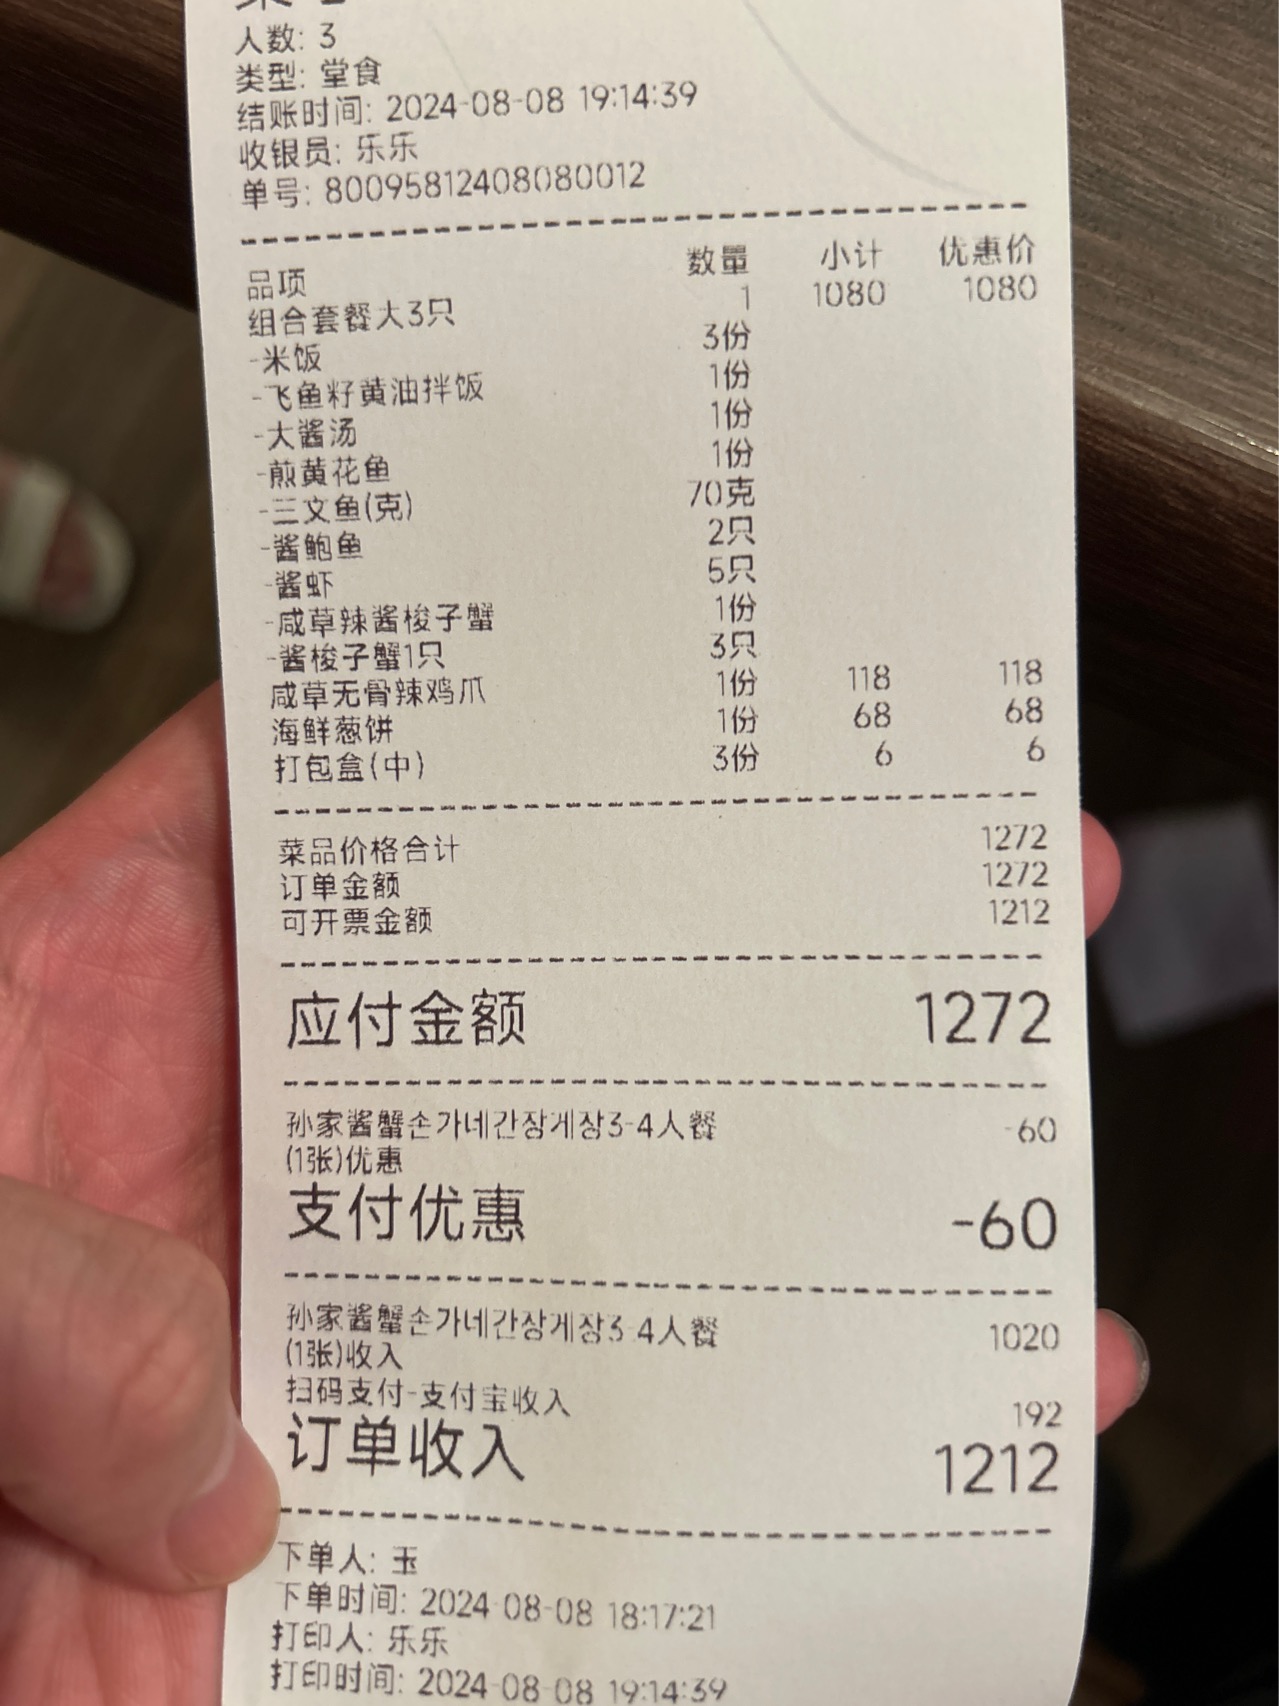 人数: 3
类型: 堂食
结账时间: 2024-08-08 19:14:39
收银员: 乐乐
单号: 80095812408080012
品项 数量 小计 优惠价
组合套餐大3只 1 1080 1080
-米饭 3份
-飞鱼籽黄油拌饭 1份
-大酱汤 1份
-煎黄花鱼 1份
-三文鱼(克) 70克
-酱鲍鱼 2只
-酱虾 5只
-咸草辣酱梭子蟹 1份
-酱梭子蟹1只 3只
咸草无骨辣鸡爪 1份 118 118
海鲜葱饼 1份 68 68
打包盒(中) 3份 6 6
菜品价格合计 1272
订单金额 1272
可开票金额 1212
应付金额 1272
孙家酱蟹손가네간장게장3-4人餐 -60
(1张)优惠
支付优惠 -60
孙家酱蟹손가네간장게장3-4人餐 1020
(1张)收入
扫码支付-支付宝收入 192
订单收入 1212
下单人: 玉
下单时间: 2024-08-08 18:17:21
打印人: 乐乐
打印时间: 2024-08-08 19:14:39